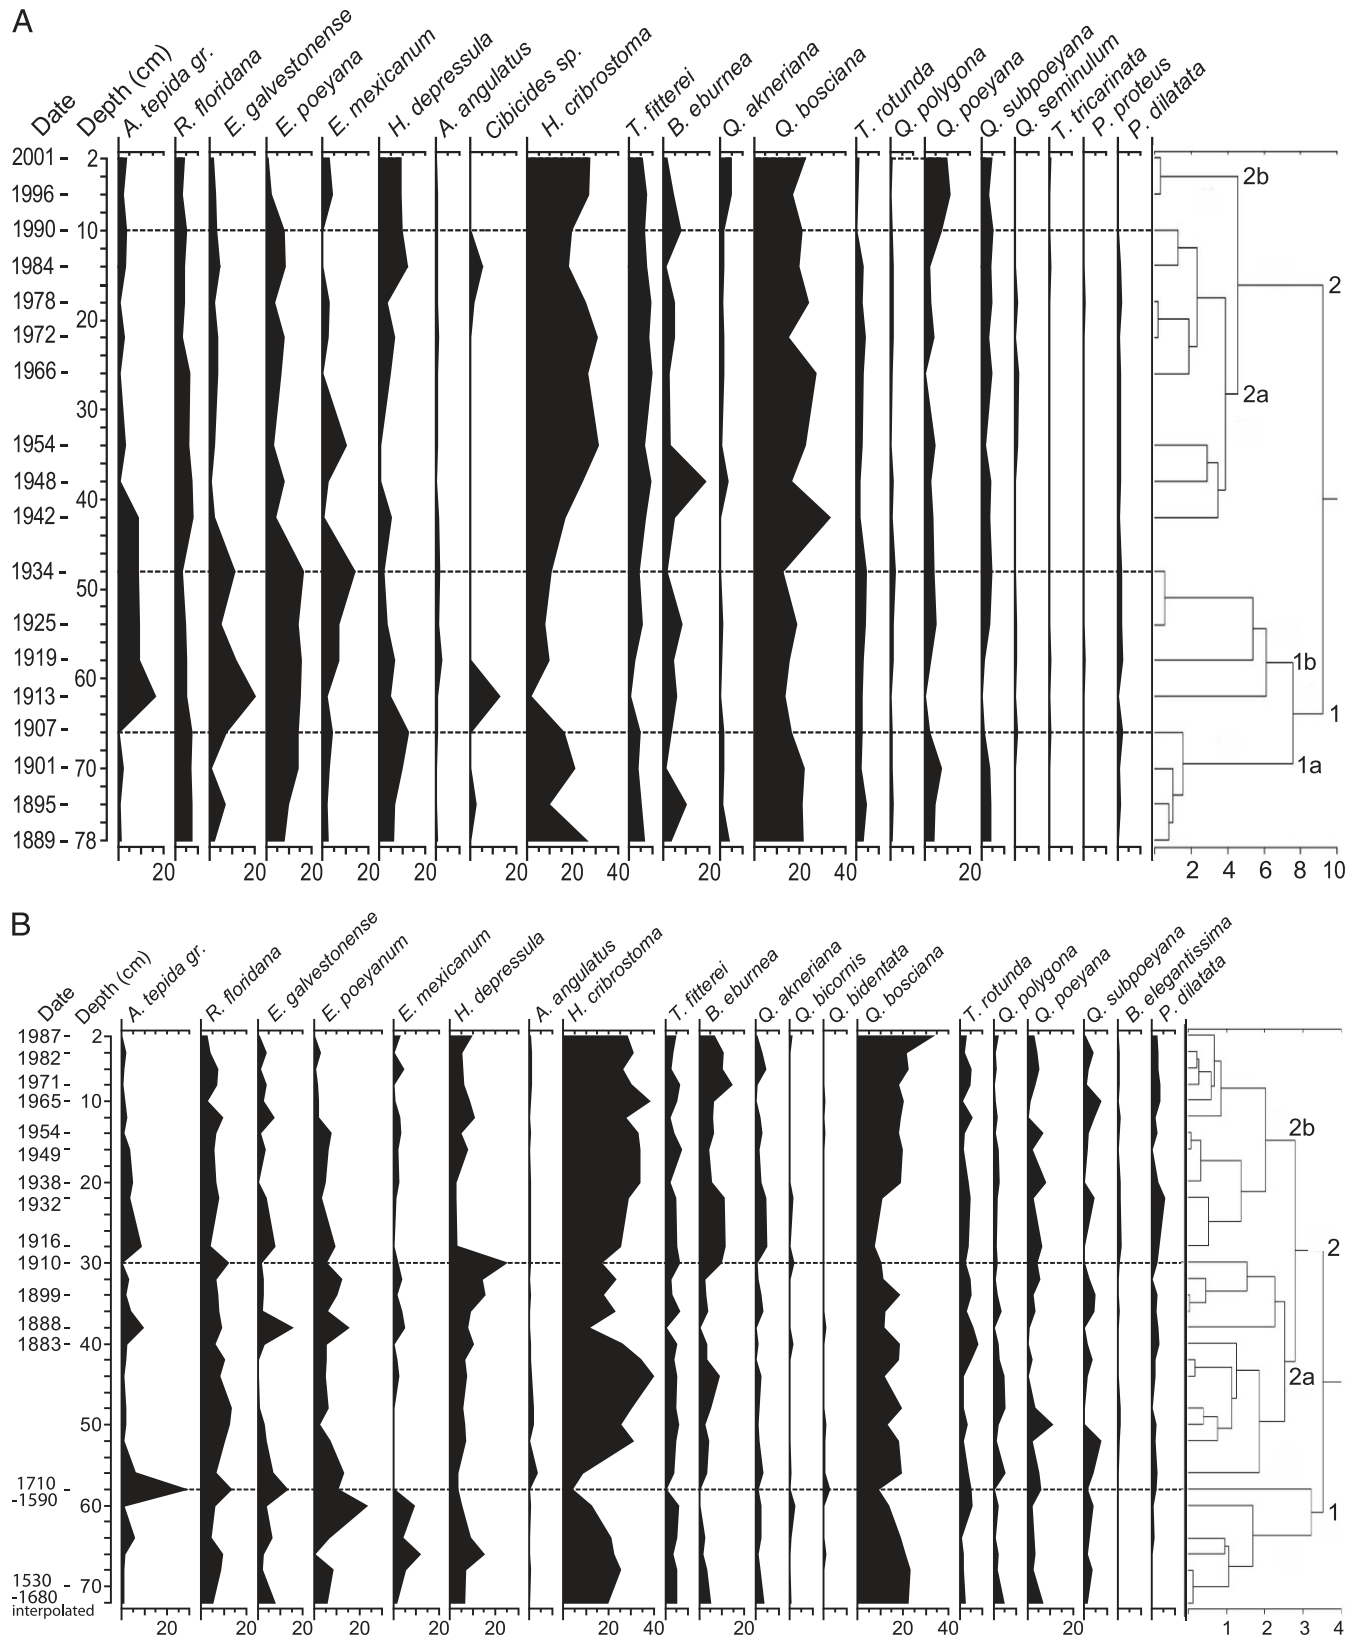 A
Date
Depth (cm)
A. tepida gr.
R. floridana
E. galvestonense
E. poeyana
E. mexicanum
H. depressula
A. angulatus
Cibicides sp.
H. cribrostoma
T. fitterei
B. eburnea
Q. akneriana
Q. bosciana
T. rotunda
Q. polygona
Q. poeyana
Q. subpoeyana
Q. seminulum
T. tricarinata
P. proteus
P. dilatata
2001 2
1996
1990 10
1984
1978
20
1972
1966
30
1954
1948
40
1942
1934
50
1925
1919
60
1913
1907
1901 70
1895
1889 78
2b
2
2a
1b
1
1a
20 20 20 20 20 20 40 20 20 40 20 2 4 6 8 10
B
Date
Depth (cm)
A. tepida gr.
R. floridana
E. galvestonense
E. poeyanum
E. mexicanum
H. depressula
A. angulatus
H. cribrostoma
T. fitterei
B. eburnea
Q. akneriana
Q. bicornis
Q. bidentata
Q. bosciana
T. rotunda
Q. polygona
Q. poeyana
Q. subpoeyana
B. elegantissima
P. dilatata
1 2 3 4
1987 2
1982
1971
1965 10
1954
1949
1938 20
1932
1916
1910 30
1899
1888
1883 40
50
1710
-1590 60
1530
-1680 70
interpolated
2b
2
2a
1
20 20 20 20 20 20 20 40 20 20 40 20 1 2 3 4